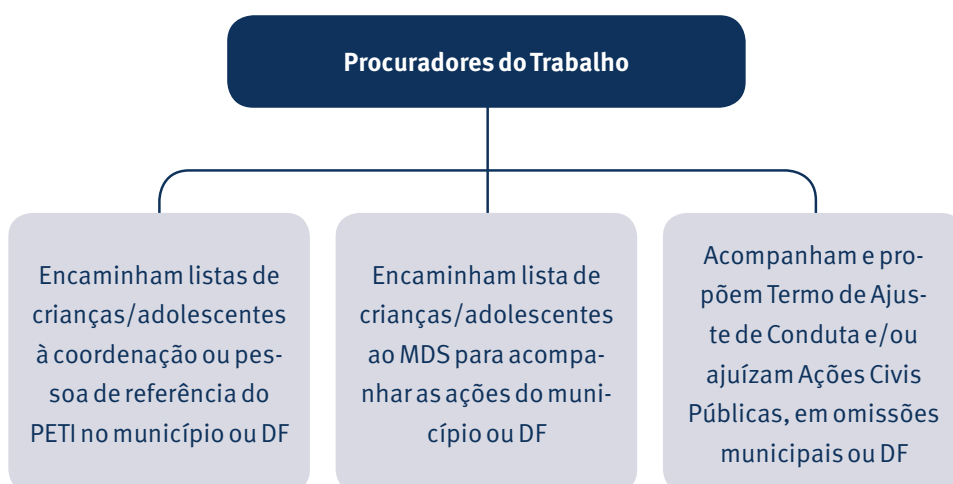 Procuradores do Trabalho
Encaminham listas de
crianças/adolescentes
à coordenação ou pes-
soa de referência do
PETI no município ou DF
Encaminham lista de
crianças/adolescentes
ao MDS para acompa-
nhar as ações do muni-
cípio ou DF
Acompanham e pro-
põem Termo de Ajus-
te de Conduta e/ou
ajuízam Ações Civis
Públicas, em omissões
municipais ou DF